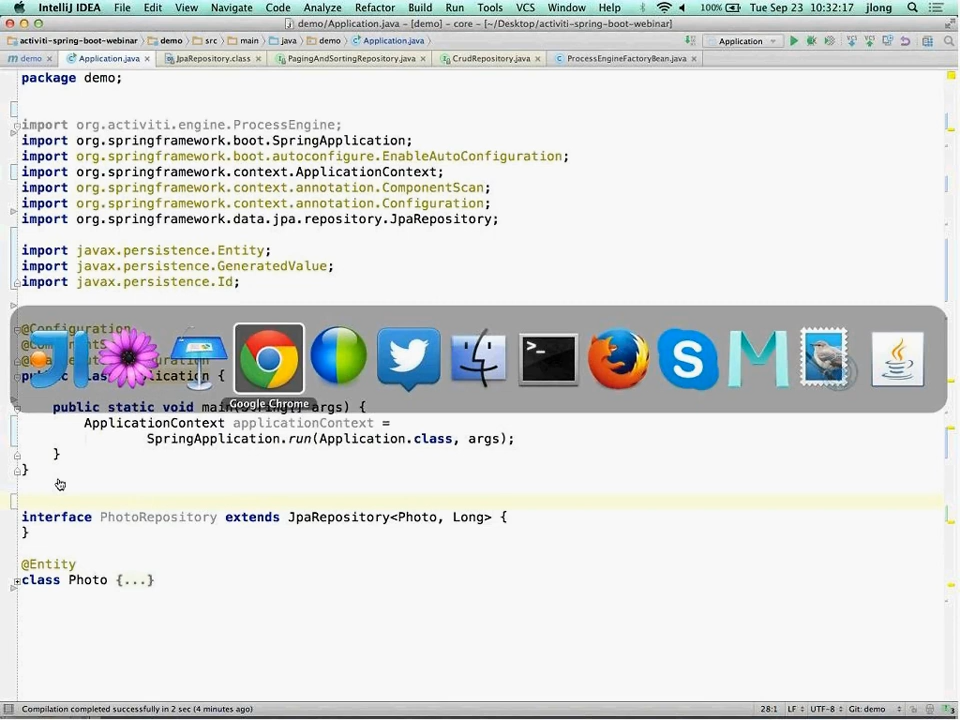 IntelliJ IDEA File Edit View Navigate Code Analyze Refactor Build Run Tools VCS Window Help 100% Tue Sep 23 10:32:17 jlong
demo/Application.java - [demo] - core - [~/Desktop/activiti-spring-boot-webinar]
activiti-spring-boot-webinar demo src main java demo Application.java Application
m demo Application.java JpaRepository.class PagingAndSortingRepository.java CrudRepository.java ProcessEngineFactoryBean.java
package demo;
import org.activiti.engine.ProcessEngine;
import org.springframework.boot.SpringApplication;
import org.springframework.boot.autoconfigure.EnableAutoConfiguration;
import org.springframework.context.ApplicationContext;
import org.springframework.context.annotation.ComponentScan;
import org.springframework.context.annotation.Configuration;
import org.springframework.data.jpa.repository.JpaRepository;
import javax.persistence.Entity;
import javax.persistence.GeneratedValue;
import javax.persistence.Id;
@Configuration
Google Chrome
public static void main(String[] args) {
ApplicationContext applicationContext =
SpringApplication.run(Application.class, args);
}
}
interface PhotoRepository extends JpaRepository<Photo, Long> {
}
@Entity
class Photo {...}
Compilation completed successfully in 2 sec (4 minutes ago) 28:1 LF UTF-8 Git: demo